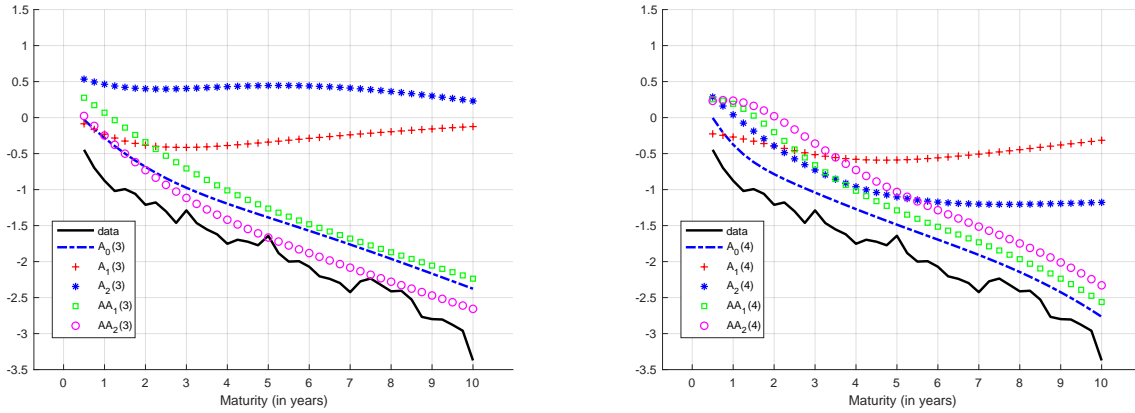 1.5
1
0.5
0
-0.5
-1
-1.5
-2
-2.5
-3
-3.5
data
A₀(3)
A₁(3)
A₂(3)
AA₁(3)
AA₂(3)
0 1 2 3 4 5 6 7 8 9 10
Maturity (in years)
1.5
1
0.5
0
-0.5
-1
-1.5
-2
-2.5
-3
-3.5
data
A₀(4)
A₁(4)
A₂(4)
AA₁(4)
AA₂(4)
0 1 2 3 4 5 6 7 8 9 10
Maturity (in years)